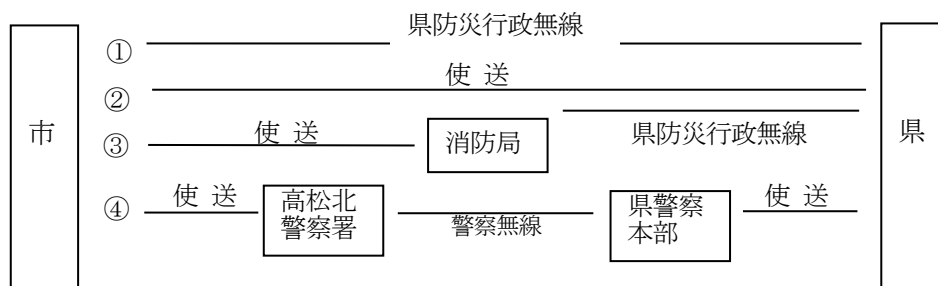 県防災行政無線
①
使 送
②
市
県
使 送
③
消防局
県防災行政無線
④
使 送
高松北
警察署
警察無線
県警察
本部
使 送